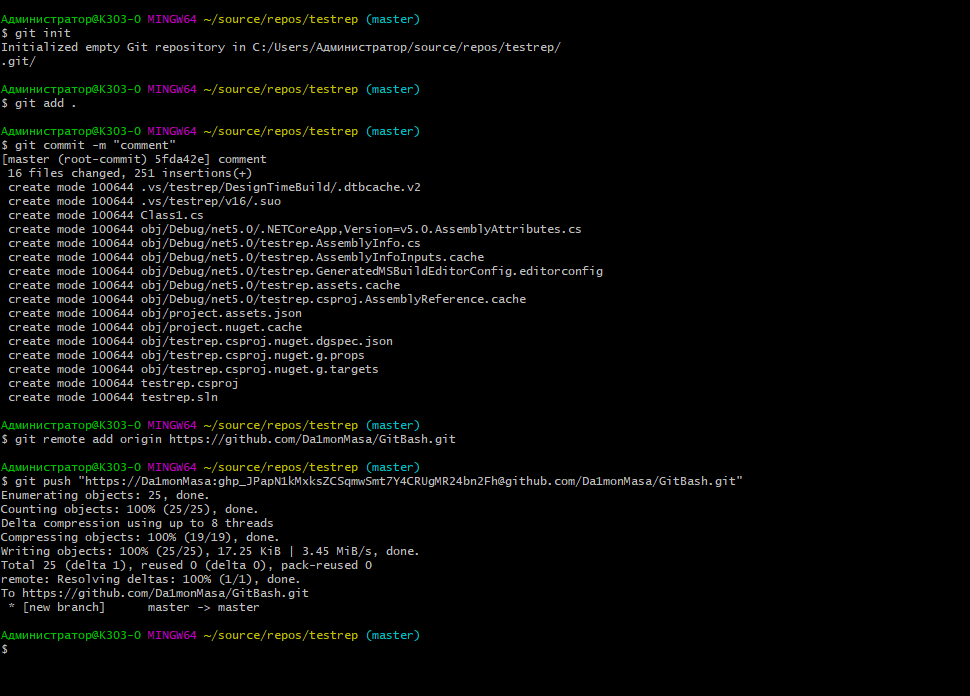 Администратор@K303-0 MINGW64 ~/source/repos/testrep (master)
$ git init
Initialized empty Git repository in C:/Users/Администратор/source/repos/testrep/
.git/
Администратор@K303-0 MINGW64 ~/source/repos/testrep (master)
$ git add .
Администратор@K303-0 MINGW64 ~/source/repos/testrep (master)
$ git commit -m "comment"
[master (root-commit) 5fda42e] comment
16 files changed, 251 insertions(+)
create mode 100644 .vs/testrep/DesignTimeBuild/.dtbcache.v2
create mode 100644 .vs/testrep/v16/.suo
create mode 100644 Class1.cs
create mode 100644 obj/Debug/net5.0/.NETCoreApp,Version=v5.0.AssemblyAttributes.cs
create mode 100644 obj/Debug/net5.0/testrep.AssemblyInfo.cs
create mode 100644 obj/Debug/net5.0/testrep.AssemblyInfoInputs.cache
create mode 100644 obj/Debug/net5.0/testrep.GeneratedMSBuildEditorConfig.editorconfig
create mode 100644 obj/Debug/net5.0/testrep.assets.cache
create mode 100644 obj/Debug/net5.0/testrep.csproj.AssemblyReference.cache
create mode 100644 obj/project.assets.json
create mode 100644 obj/project.nuget.cache
create mode 100644 obj/testrep.csproj.nuget.dgspec.json
create mode 100644 obj/testrep.csproj.nuget.g.props
create mode 100644 obj/testrep.csproj.nuget.g.targets
create mode 100644 testrep.csproj
create mode 100644 testrep.sln
Администратор@K303-0 MINGW64 ~/source/repos/testrep (master)
$ git remote add origin https://github.com/Da1monMasa/GitBash.git
Администратор@K303-0 MINGW64 ~/source/repos/testrep (master)
$ git push "https://Da1monMasa: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@github.com/Da1monMasa/GitBash.git"
Enumerating objects: 25, done.
Counting objects: 100% (25/25), done.
Delta compression using up to 8 threads
Compressing objects: 100% (19/19), done.
Writing objects: 100% (25/25), 17.25 KiB | 3.45 MiB/s, done.
Total 25 (delta 1), reused 0 (delta 0), pack-reused 0
remote: Resolving deltas: 100% (1/1), done.
To https://github.com/Da1monMasa/GitBash.git
* [new branch]      master -> master
Администратор@K303-0 MINGW64 ~/source/repos/testrep (master)
$